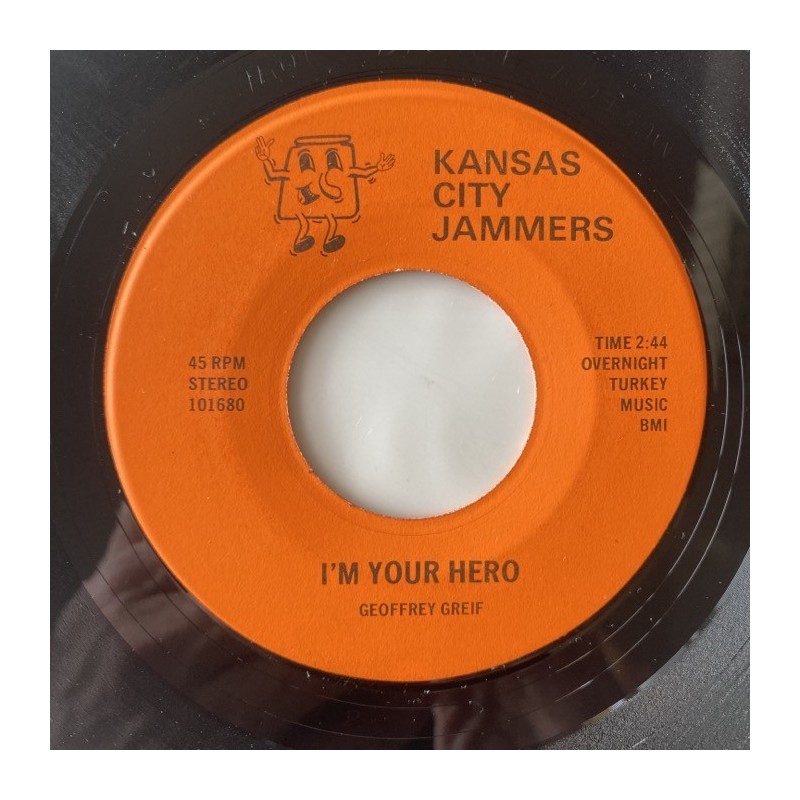 KANSAS
CITY
JAMMERS
45 RPM
STEREO
101680
TIME 2:44
OVERNIGHT
TURKEY
MUSIC
BMI
I'M YOUR HERO
GEOFFREY GREIF